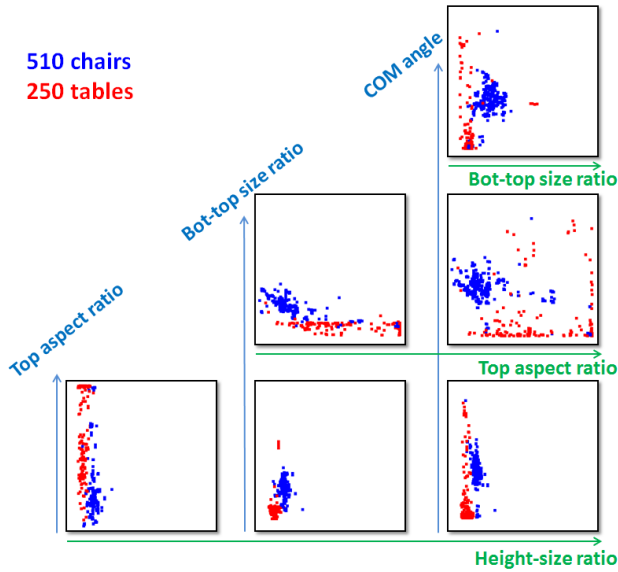 510 chairs
250 tables
COM angle
Bot-top size ratio
Bot-top size ratio
Top aspect ratio
Top aspect ratio
Height-size ratio